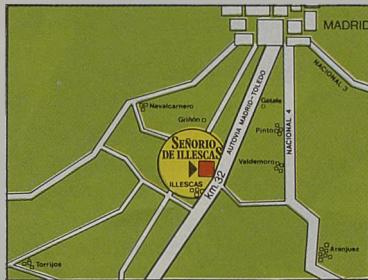 MADRID
NACIONAL 3
Navalcarnero
Getafe
Griñón
Pinto
NACIONAL 4
AUTOVIA MADRID-TOLEDO
SEÑORIO
DE ILLESCAS
Valdemoro
ILLESCAS
km. 32
Torrijos
Aranjuez